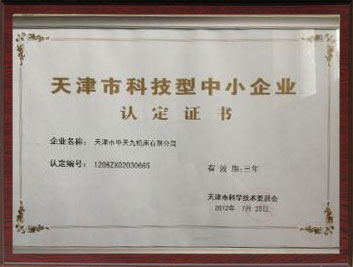 天津市科技型中小企业
认定证书
企业名称： 天津市中天九机床有限公司
认定编号： 1206ZX02030665
有 效 期：三年
天津市科学技术委员会
2012年 7月 26日